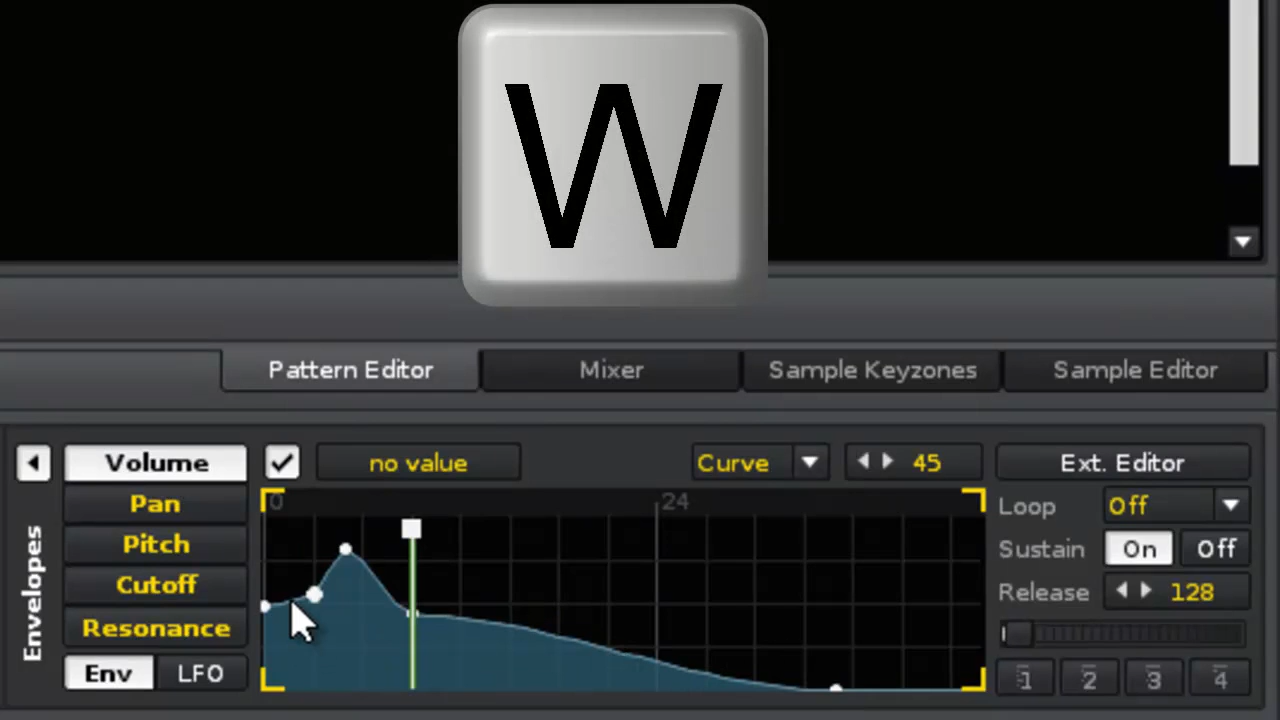 W
Pattern Editor
Mixer
Sample Keyzones
Sample Editor
Envelopes
Volume
no value
Curve
45
Ext. Editor
0
24
Pan
Loop
Off
Pitch
Sustain
On
Off
Cutoff
Release
128
Resonance
Env
LFO
1
2
3
4